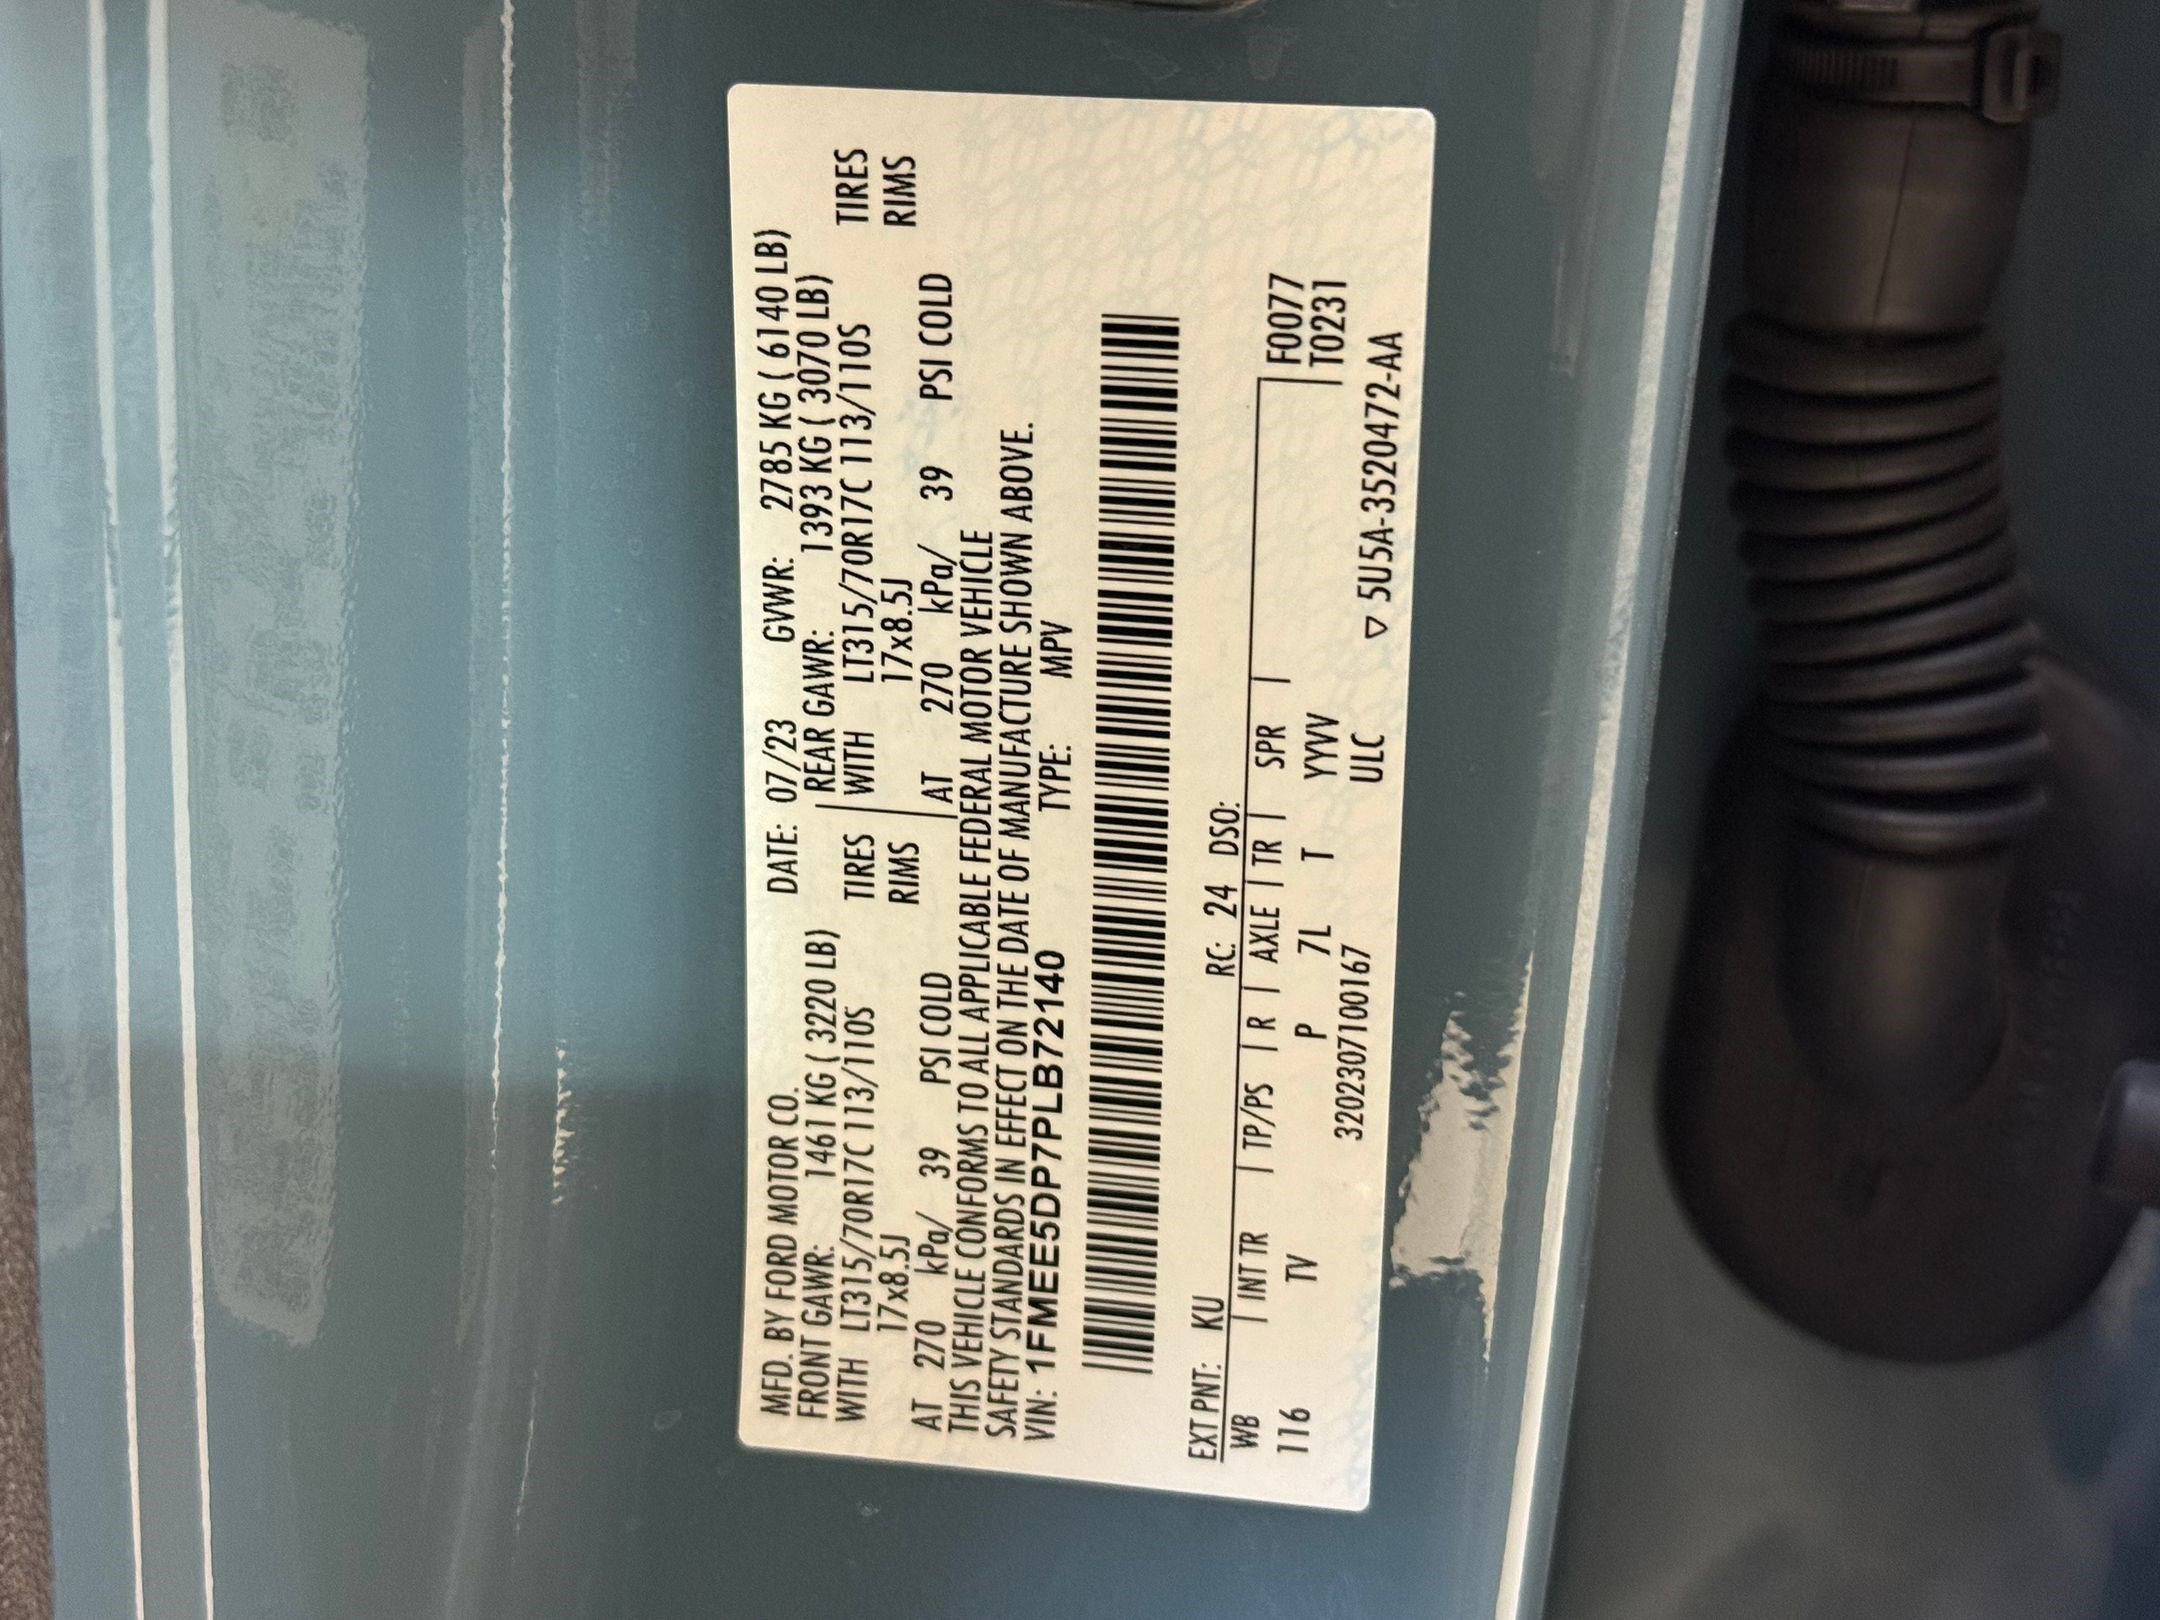 MFD. BY FORD MOTOR CO. DATE: 07/23 GVWR: 2785 KG ( 6140 LB)
FRONT GAWR: 1461 KG ( 3220 LB) REAR GAWR: 1393 KG ( 3070 LB)
WITH LT315/70R17C 113/110S TIRES WITH LT315/70R17C 113/110S TIRES
17x8.5J RIMS 17x8.5J RIMS
AT 270 kPa/ 39 PSI COLD AT 270 kPa/ 39 PSI COLD
THIS VEHICLE CONFORMS TO ALL APPLICABLE FEDERAL MOTOR VEHICLE
SAFETY STANDARDS IN EFFECT ON THE DATE OF MANUFACTURE SHOWN ABOVE.
VIN: 1FMEE5DP7PLB72140 TYPE: MPV
EXT PNT: KU RC: 24 DSO:
WB INT TR TP/PS R AXLE TR SPR F0077
116 TV P 7L T YYVV T0231
3202307100167 ULC ▽ 5U5A-3520472-AA